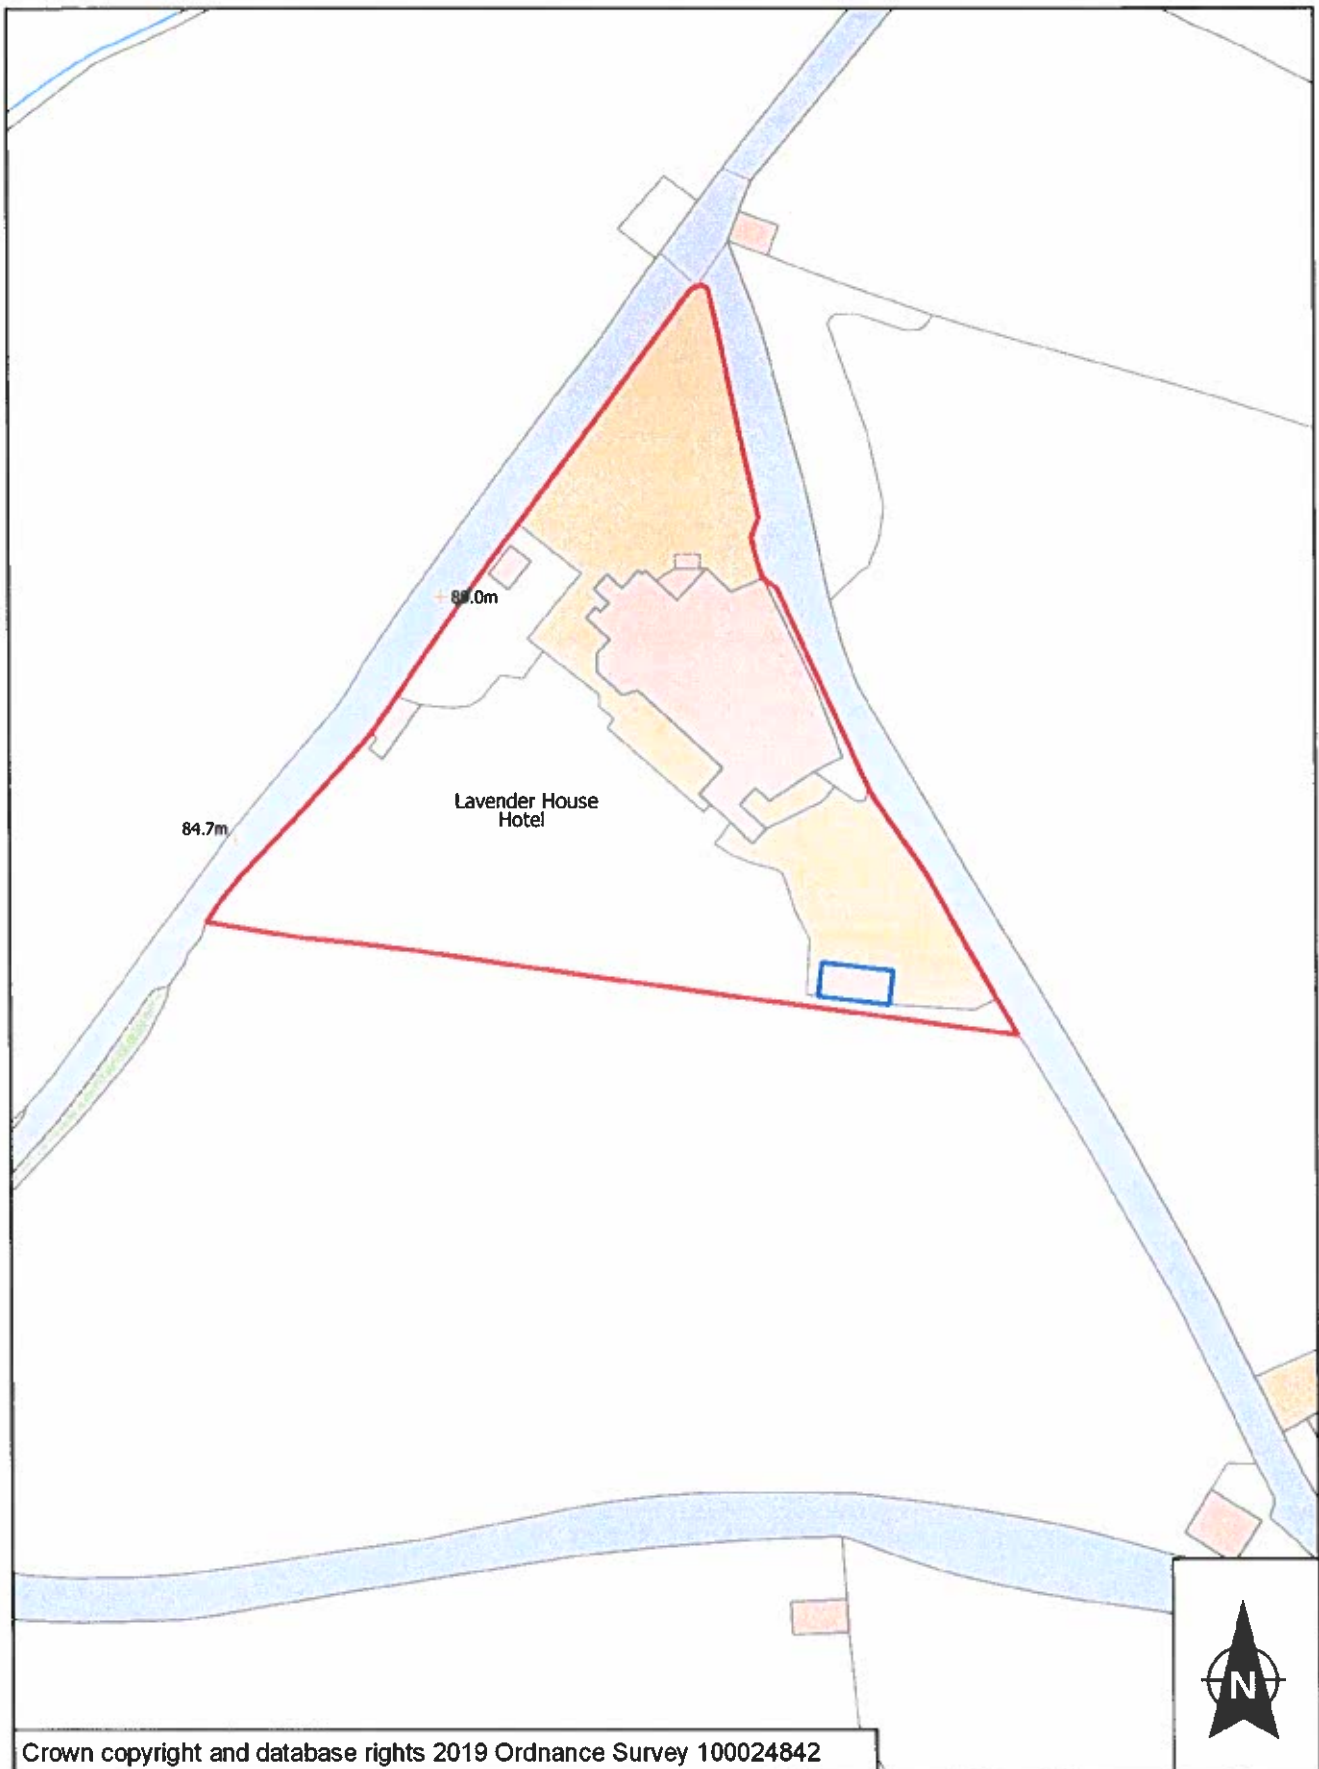 Lavender House
Hotel
84.7m
N
Crown copyright and database rights 2019 Ordnance Survey 100024842